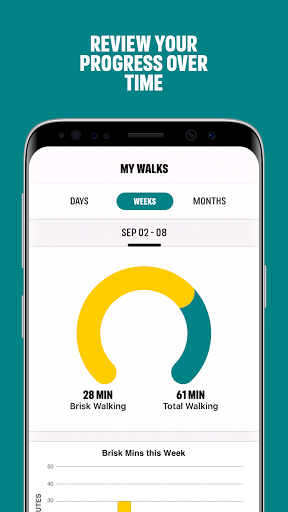 REVIEW YOUR
PROGRESS OVER
TIME
MY WALKS
DAYS WEEKS MONTHS
SEP 02 - 08
28 MIN 61 MIN
Brisk Walking Total Walking
Brisk Mins this Week
50
40
30
UTES